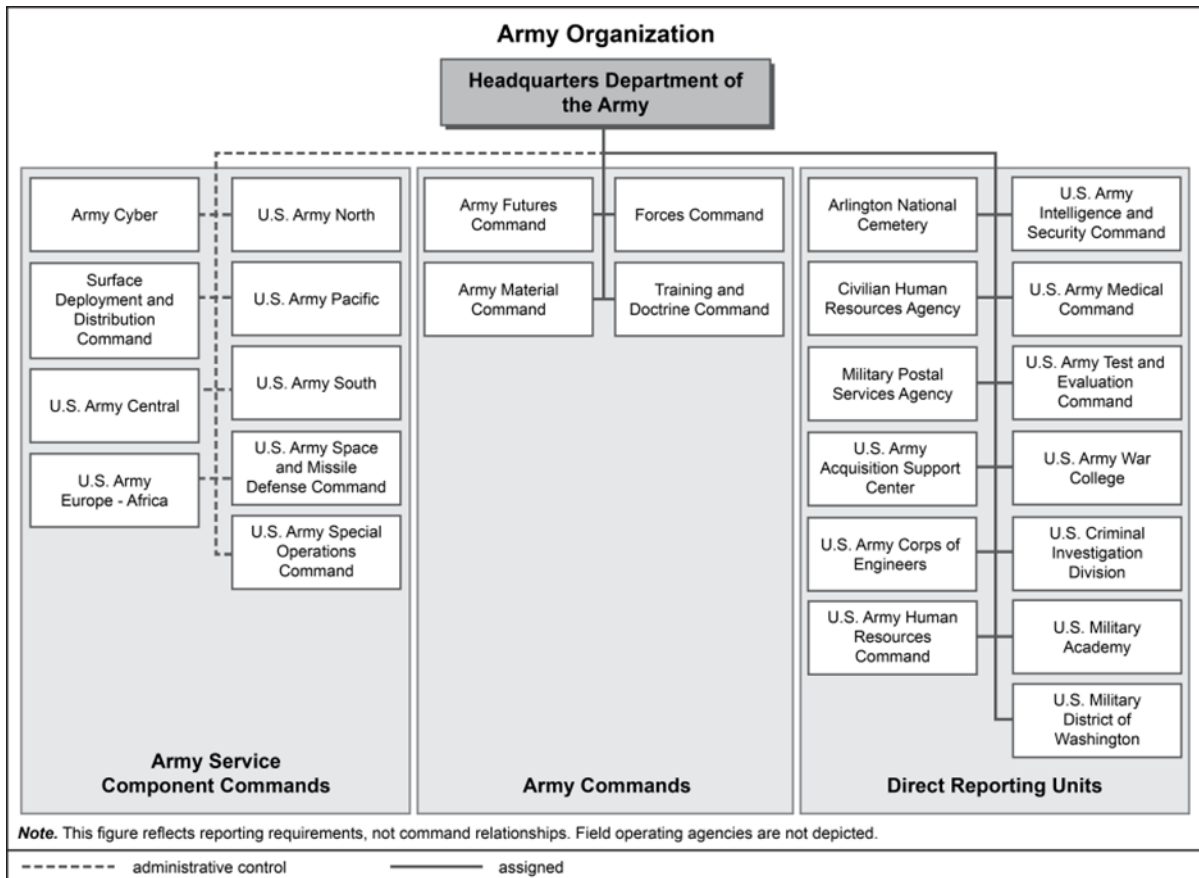 Army Organization
Headquarters Department of
the Army
Army Cyber
U.S. Army North
Surface
Deployment and
Distribution
Command
U.S. Army Pacific
U.S. Army Central
U.S. Army South
U.S. Army
Europe - Africa
U.S. Army Space
and Missile
Defense Command
U.S. Army Special
Operations
Command
Army Service
Component Commands
Army Futures
Command
Forces Command
Army Material
Command
Training and
Doctrine Command
Army Commands
Arlington National
Cemetery
U.S. Army
Intelligence and
Security Command
Civilian Human
Resources Agency
U.S. Army Medical
Command
Military Postal
Services Agency
U.S. Army Test and
Evaluation
Command
U.S. Army
Acquisition Support
Center
U.S. Army War
College
U.S. Army Corps of
Engineers
U.S. Criminal
Investigation
Division
U.S. Army Human
Resources
Command
U.S. Military
Academy
U.S. Military
District of
Washington
Direct Reporting Units
Note. This figure reflects reporting requirements, not command relationships. Field operating agencies are not depicted.
administrative control
assigned